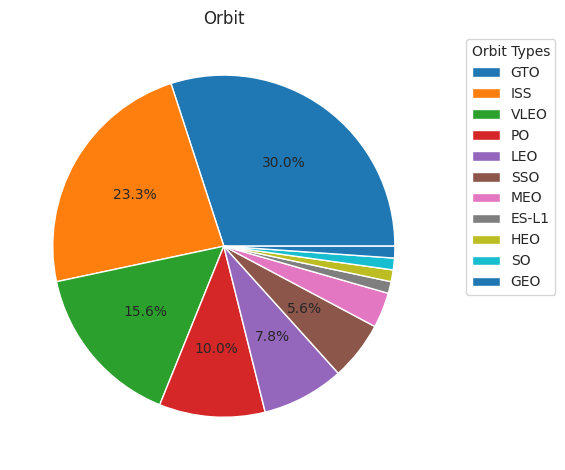 Orbit
30.0%
23.3%
15.6%
10.0%
7.8%
5.6%
Orbit Types
GTO
ISS
VLEO
PO
LEO
SSO
MEO
ES-L1
HEO
SO
GEO